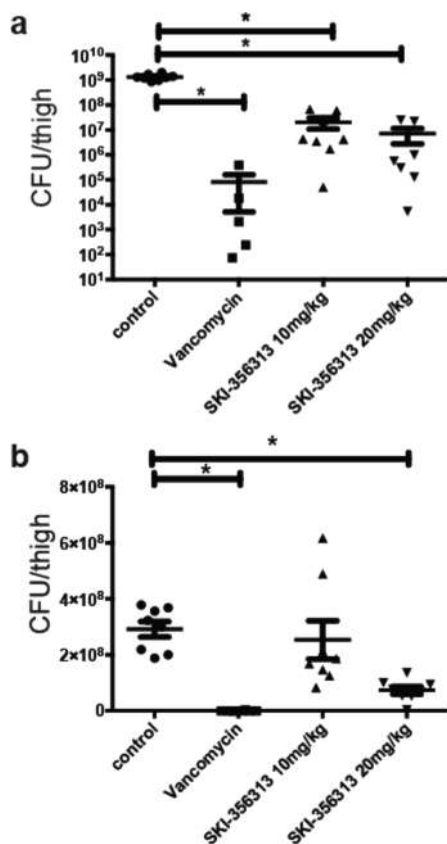 a
*
*
*
CFU/thigh
10¹⁰
10⁹
10⁸
10⁷
10⁶
10⁵
10⁴
10³
10²
10¹
control
Vancomycin
SKI-356313 10mg/kg
SKI-356313 20mg/kg
b
*
*
CFU/thigh
8×10⁸
6×10⁸
4×10⁸
2×10⁸
0
control
Vancomycin
SKI-356313 10mg/kg
SKI-356313 20mg/kg